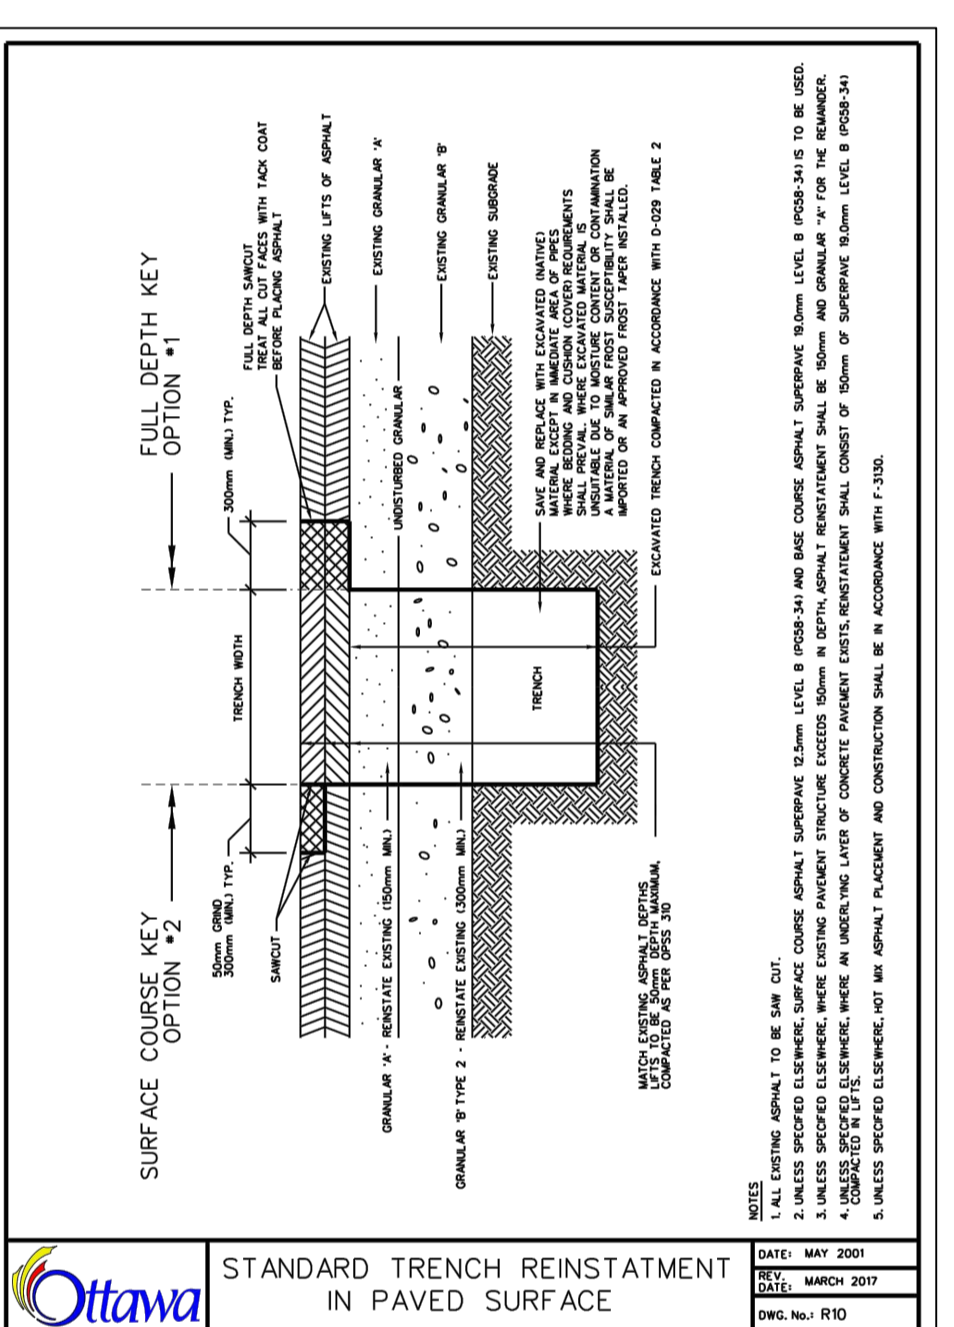 SURFACE COURSE KEY
OPTION #2
FULL DEPTH KEY
OPTION #1
50mm GRIND
300mm (MIN.) TYP.
TRENCH WIDTH
300mm (MIN.) TYP.
FULL DEPTH SAWCUT
TREAT ALL CUT FACES WITH TACK COAT
BEFORE PLACING ASPHALT
SAWCUT
EXISTING LIFTS OF ASPHALT
GRANULAR 'A' - REINSTATE EXISTING (150mm MIN.)
EXISTING GRANULAR 'A'
UNDISTURBED GRANULAR
GRANULAR 'B' TYPE 2 - REINSTATE EXISTING (300mm MIN.)
EXISTING GRANULAR 'B'
EXISTING SUBGRADE
TRENCH
SAVE AND REPLACE WITH EXCAVATED (NATIVE)
MATERIAL EXCEPT IN IMMEDIATE AREA OF PIPES
WHERE BEDDING AND CUSHION (COVER) REQUIREMENTS
SHALL PREVAIL. WHERE EXCAVATED MATERIAL IS
UNSUITABLE DUE TO MOISTURE CONTENT OR CONTAMINATION
A MATERIAL OF SIMILAR FROST SUSCEPTIBILITY SHALL BE
IMPORTED OR AN APPROVED FROST TAPER INSTALLED.
MATCH EXISTING ASPHALT DEPTHS
LIFTS TO BE 50mm DEPTH MAXIMUM,
COMPACTED AS PER OPSS 310
EXCAVATED TRENCH COMPACTED IN ACCORDANCE WITH D-029 TABLE 2
NOTES
1. ALL EXISTING ASPHALT TO BE SAW CUT.
2. UNLESS SPECIFIED ELSEWHERE, SURFACE COURSE ASPHALT SUPERPAVE 12.5mm LEVEL B (PG58-34) AND BASE COURSE ASPHALT SUPERPAVE 19.0mm LEVEL B (PG58-34) IS TO BE USED.
3. UNLESS SPECIFIED ELSEWHERE, WHERE EXISTING PAVEMENT STRUCTURE EXCEEDS 150mm IN DEPTH, ASPHALT REINSTATEMENT SHALL BE 150mm AND GRANULAR "A" FOR THE REMAINDER.
4. UNLESS SPECIFIED ELSEWHERE, WHERE AN UNDERLYING LAYER OF CONCRETE PAVEMENT EXISTS, REINSTATEMENT SHALL CONSIST OF 150mm OF SUPERPAVE 19.0mm LEVEL B (PG58-34)
COMPACTED IN LIFTS.
5. UNLESS SPECIFIED ELSEWHERE, HOT MIX ASPHALT PLACEMENT AND CONSTRUCTION SHALL BE IN ACCORDANCE WITH F-3130.
Ottawa
STANDARD TRENCH REINSTATMENT
IN PAVED SURFACE
DATE: MAY 2001
REV.
DATE: MARCH 2017
DWG. No.: R10